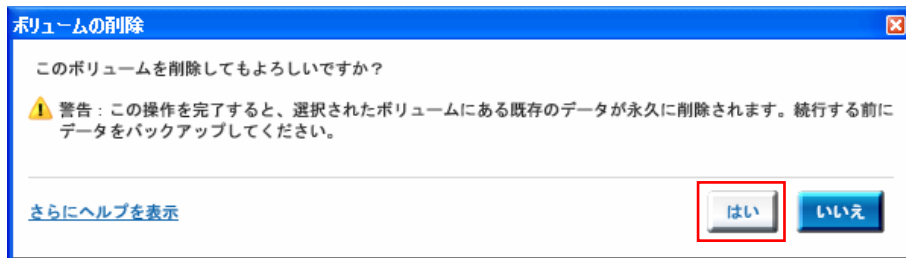 ボリュームの削除
このボリュームを削除してもよろしいですか？
警告：この操作を完了すると、選択されたボリュームにある既存のデータが永久に削除されます。続行する前に
データをバックアップしてください。
さらにヘルプを表示
はい
いいえ